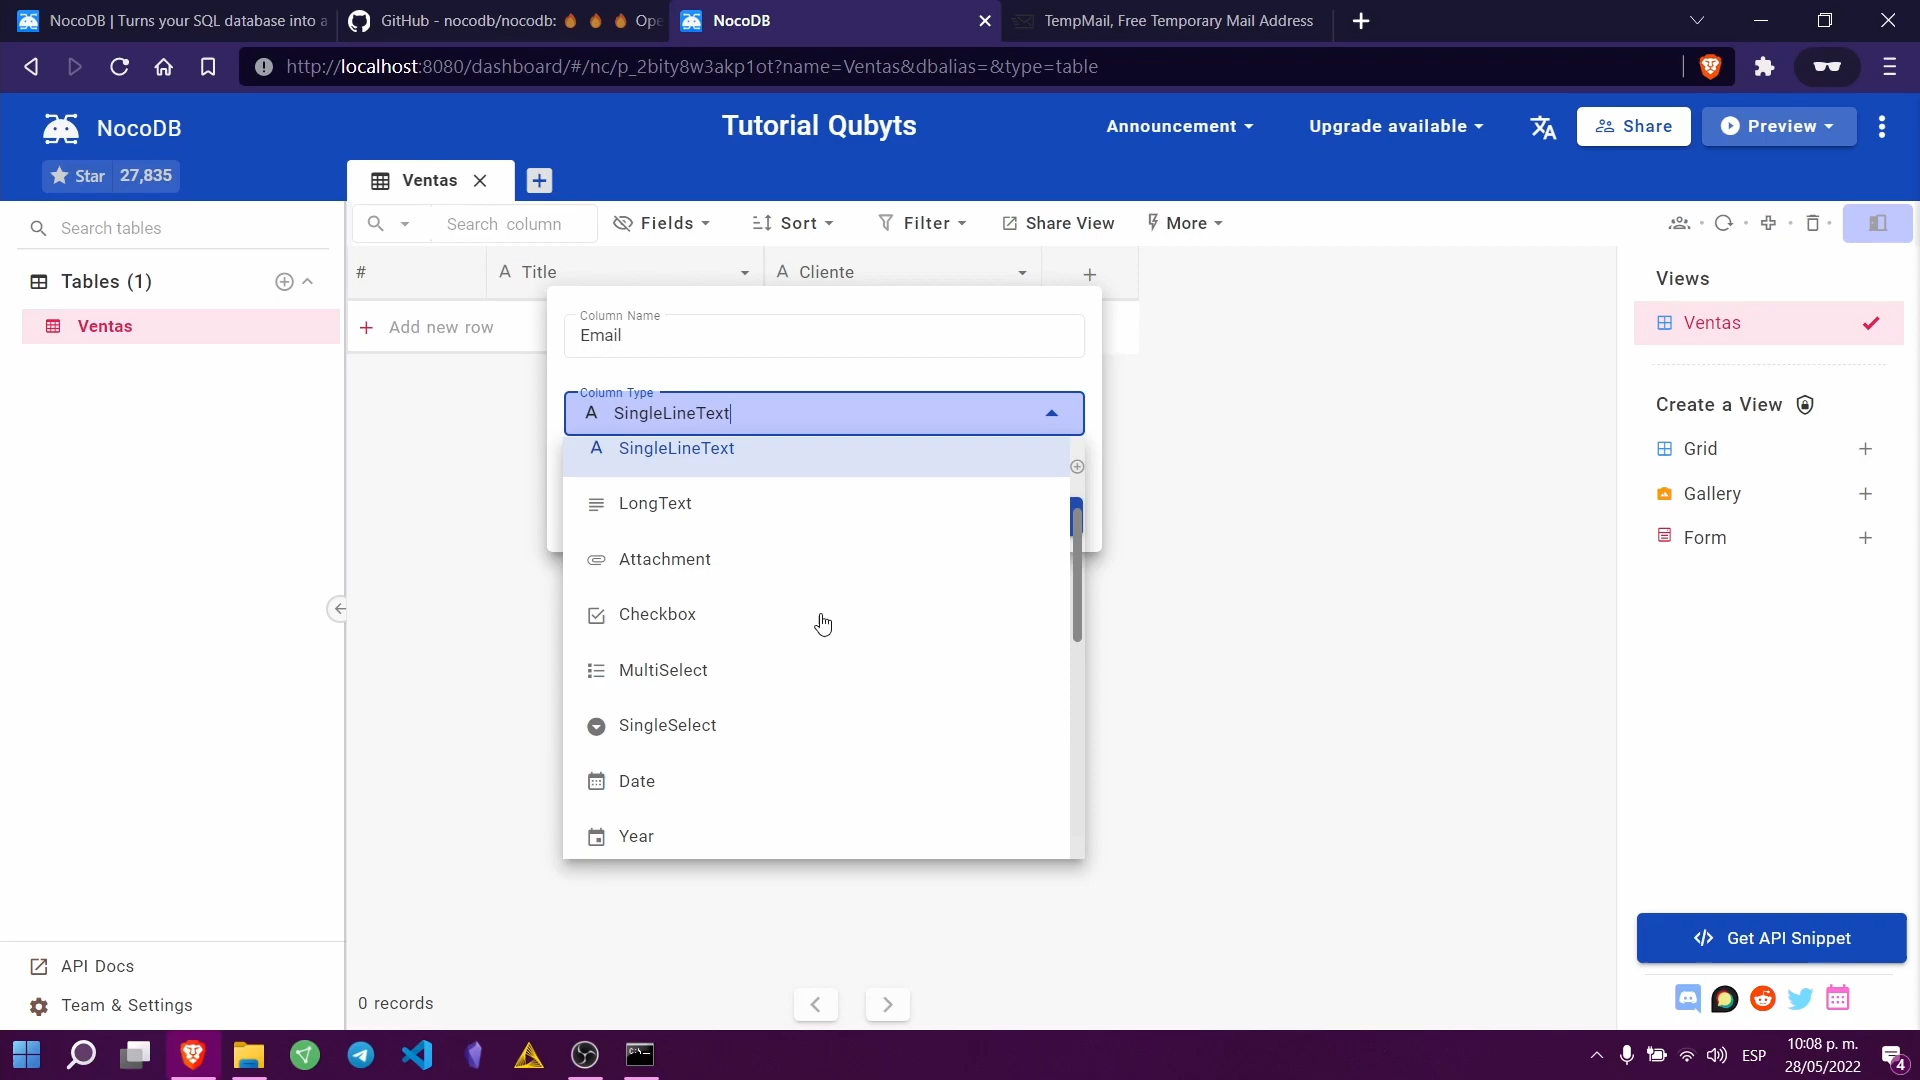 NocoDB | Turns your SQL database into a
GitHub - nocodb/nocodb: 🔥 🔥 🔥 Ope
NocoDB
TempMail, Free Temporary Mail Address
http://localhost:8080/dashboard/#/nc/p_2bity8w3akp1ot?name=Ventas&dbalias=&type=table
NocoDB
Tutorial Qubyts
Announcement
Upgrade available
Share
Preview
Star 27,835
Ventas
Search tables
Search column
Fields
Sort
Filter
Share View
More
Tables (1)
Ventas
# 
Title
Cliente
Add new row
Column Name
Email
Column Type
SingleLineText
SingleLineText
LongText
Attachment
Checkbox
MultiSelect
SingleSelect
Date
Year
Views
Ventas
Create a View
Grid
Gallery
Form
Get API Snippet
API Docs
Team & Settings
0 records
ESP
10:08 p. m.
28/05/2022
4